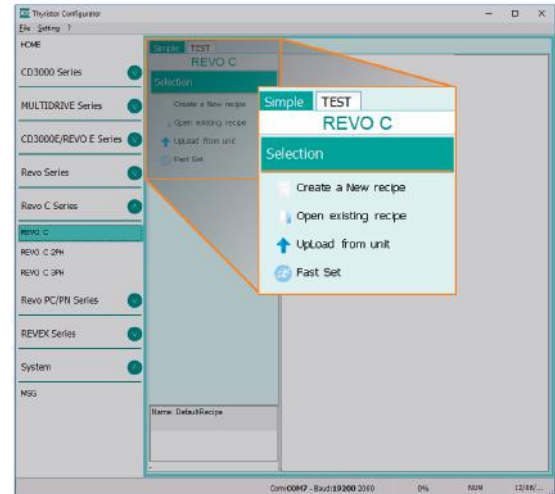 Thyristor Configurator
File Setting ?
HOME
CD3000 Series
MULTIDRIVE Series
CD3000E/REVO E Series
Revo Series
Revo C Series
REVO C
REVO C 2PH
REVO C 3PH
Revo PC/PN Series
REVEX Series
System
MSG
Simple TEST
REVO C
Selection
Create a New recipe
Open existing recipe
UpLoad from unit
Fast Set
Simple TEST
REVO C
Selection
Create a New recipe
Open existing recipe
UpLoad from unit
Fast Set
Name DefaultRecipe
Com:COM7 - Baud:19200 2060 0% NUM